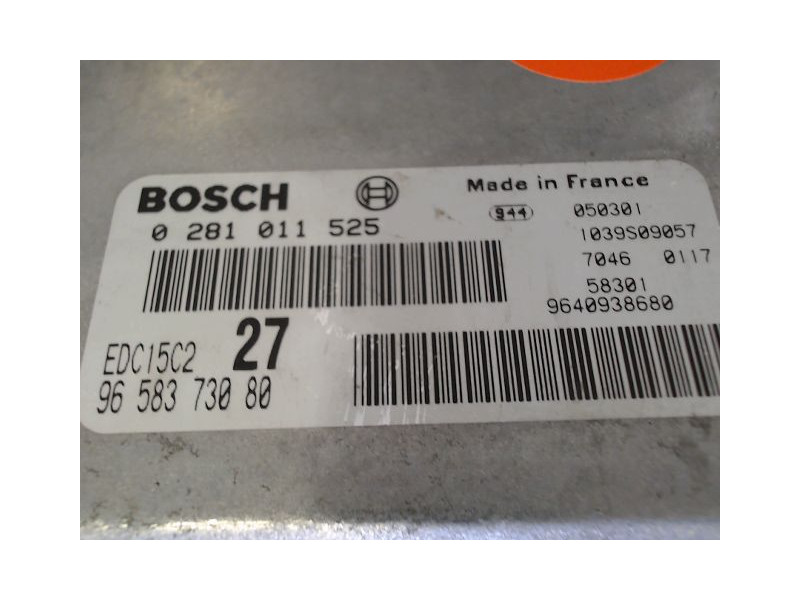 BOSCH
Made in France
0 281 011 525
944 050301
1039S09057
7046 0117
58301
9640938680
EDC15C2 27
96 583 730 80